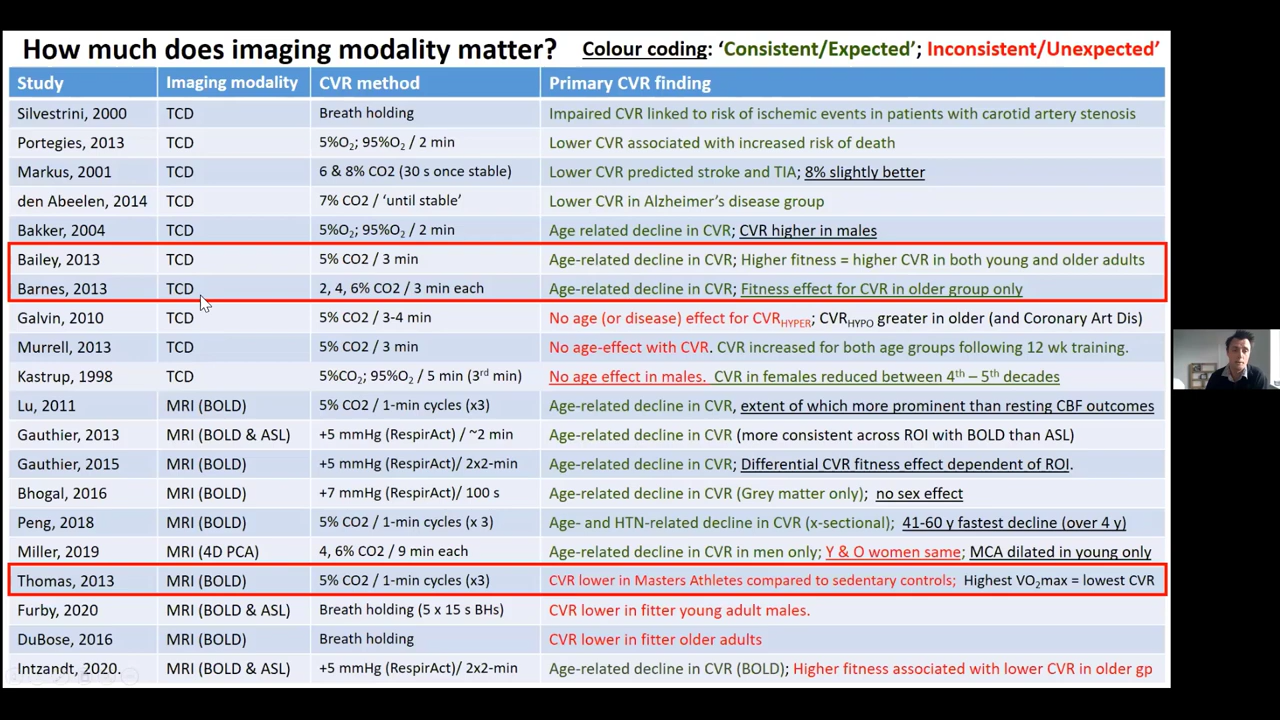 How much does imaging modality matter? Colour coding: ‘Consistent/Expected’; Inconsistent/Unexpected’
Study Imaging modality CVR method Primary CVR finding
Silvestrini, 2000 TCD Breath holding Impaired CVR linked to risk of ischemic events in patients with carotid artery stenosis
Portegies, 2013 TCD 5%O₂; 95%O₂ / 2 min Lower CVR associated with increased risk of death
Markus, 2001 TCD 6 & 8% CO2 (30 s once stable) Lower CVR predicted stroke and TIA; 8% slightly better
den Abeelen, 2014 TCD 7% CO2 / ‘until stable’ Lower CVR in Alzheimer’s disease group
Bakker, 2004 TCD 5%O₂; 95%O₂ / 2 min Age related decline in CVR; CVR higher in males
Bailey, 2013 TCD 5% CO2 / 3 min Age-related decline in CVR; Higher fitness = higher CVR in both young and older adults
Barnes, 2013 TCD 2, 4, 6% CO2 / 3 min each Age-related decline in CVR; Fitness effect for CVR in older group only
Galvin, 2010 TCD 5% CO2 / 3-4 min No age (or disease) effect for CVRHYPER; CVRHYPO greater in older (and Coronary Art Dis)
Murrell, 2013 TCD 5% CO2 / 3 min No age-effect with CVR. CVR increased for both age groups following 12 wk training.
Kastrup, 1998 TCD 5%CO₂; 95%O₂ / 5 min (3rd min) No age effect in males. CVR in females reduced between 4th – 5th decades
Lu, 2011 MRI (BOLD) 5% CO2 / 1-min cycles (x3) Age-related decline in CVR, extent of which more prominent than resting CBF outcomes
Gauthier, 2013 MRI (BOLD & ASL) +5 mmHg (RespirAct) / ~2 min Age-related decline in CVR (more consistent across ROI with BOLD than ASL)
Gauthier, 2015 MRI (BOLD) +5 mmHg (RespirAct)/ 2x2-min Age-related decline in CVR; Differential CVR fitness effect dependent of ROI.
Bhogal, 2016 MRI (BOLD) +7 mmHg (RespirAct)/ 100 s Age-related decline in CVR (Grey matter only); no sex effect
Peng, 2018 MRI (BOLD) 5% CO2 / 1-min cycles (x 3) Age- and HTN-related decline in CVR (x-sectional); 41-60 y fastest decline (over 4 y)
Miller, 2019 MRI (4D PCA) 4, 6% CO2 / 9 min each Age-related decline in CVR in men only; Y & O women same; MCA dilated in young only
Thomas, 2013 MRI (BOLD) 5% CO2 / 1-min cycles (x3) CVR lower in Masters Athletes compared to sedentary controls; Highest VO₂max = lowest CVR
Furby, 2020 MRI (BOLD & ASL) Breath holding (5 x 15 s BHs) CVR lower in fitter young adult males.
DuBose, 2016 MRI (BOLD) Breath holding CVR lower in fitter older adults
Intzandt, 2020. MRI (BOLD & ASL) +5 mmHg (RespirAct) / 2x2-min Age-related decline in CVR (BOLD); Higher fitness associated with lower CVR in older gp